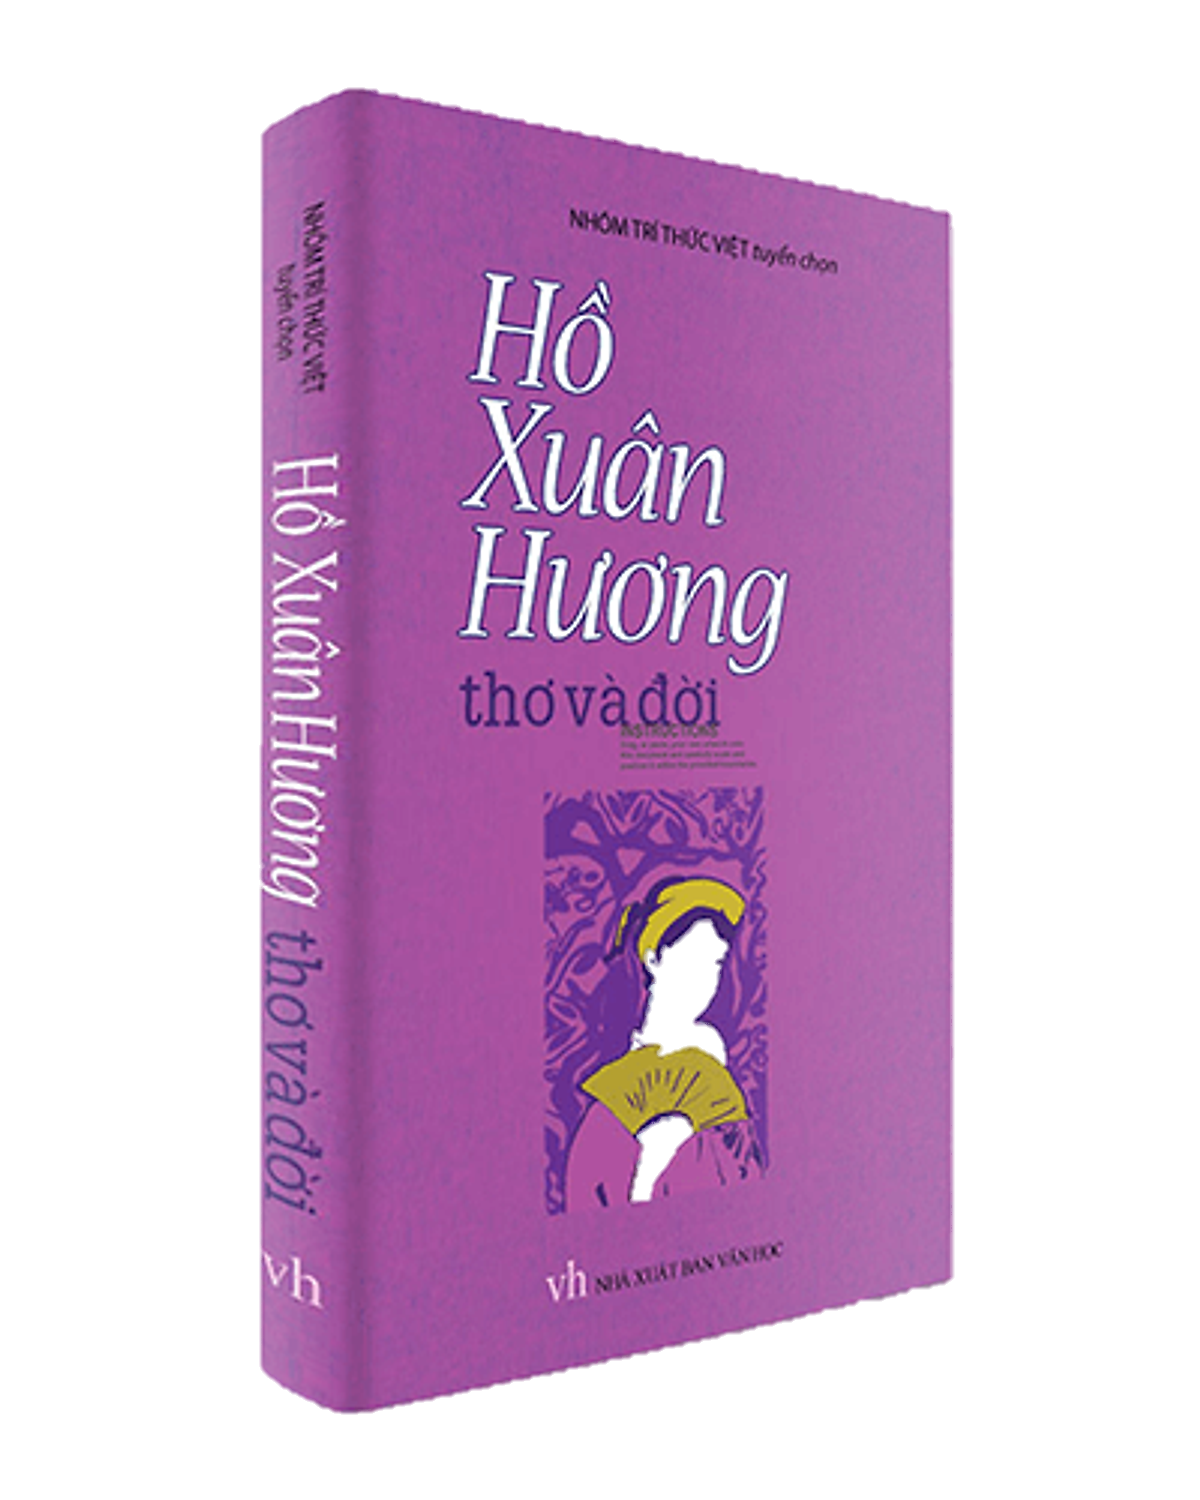 NHÓM TRÍ THỨC VIỆT
tuyển chọn
Hồ Xuân Hương thơ và đời
vh
NHÓM TRÍ THỨC VIỆT tuyển chọn
Hồ
Xuân
Hương
thơ và đời
INSTRUCTIONS
vh NHÀ XUẤT BẢN VĂN HỌC